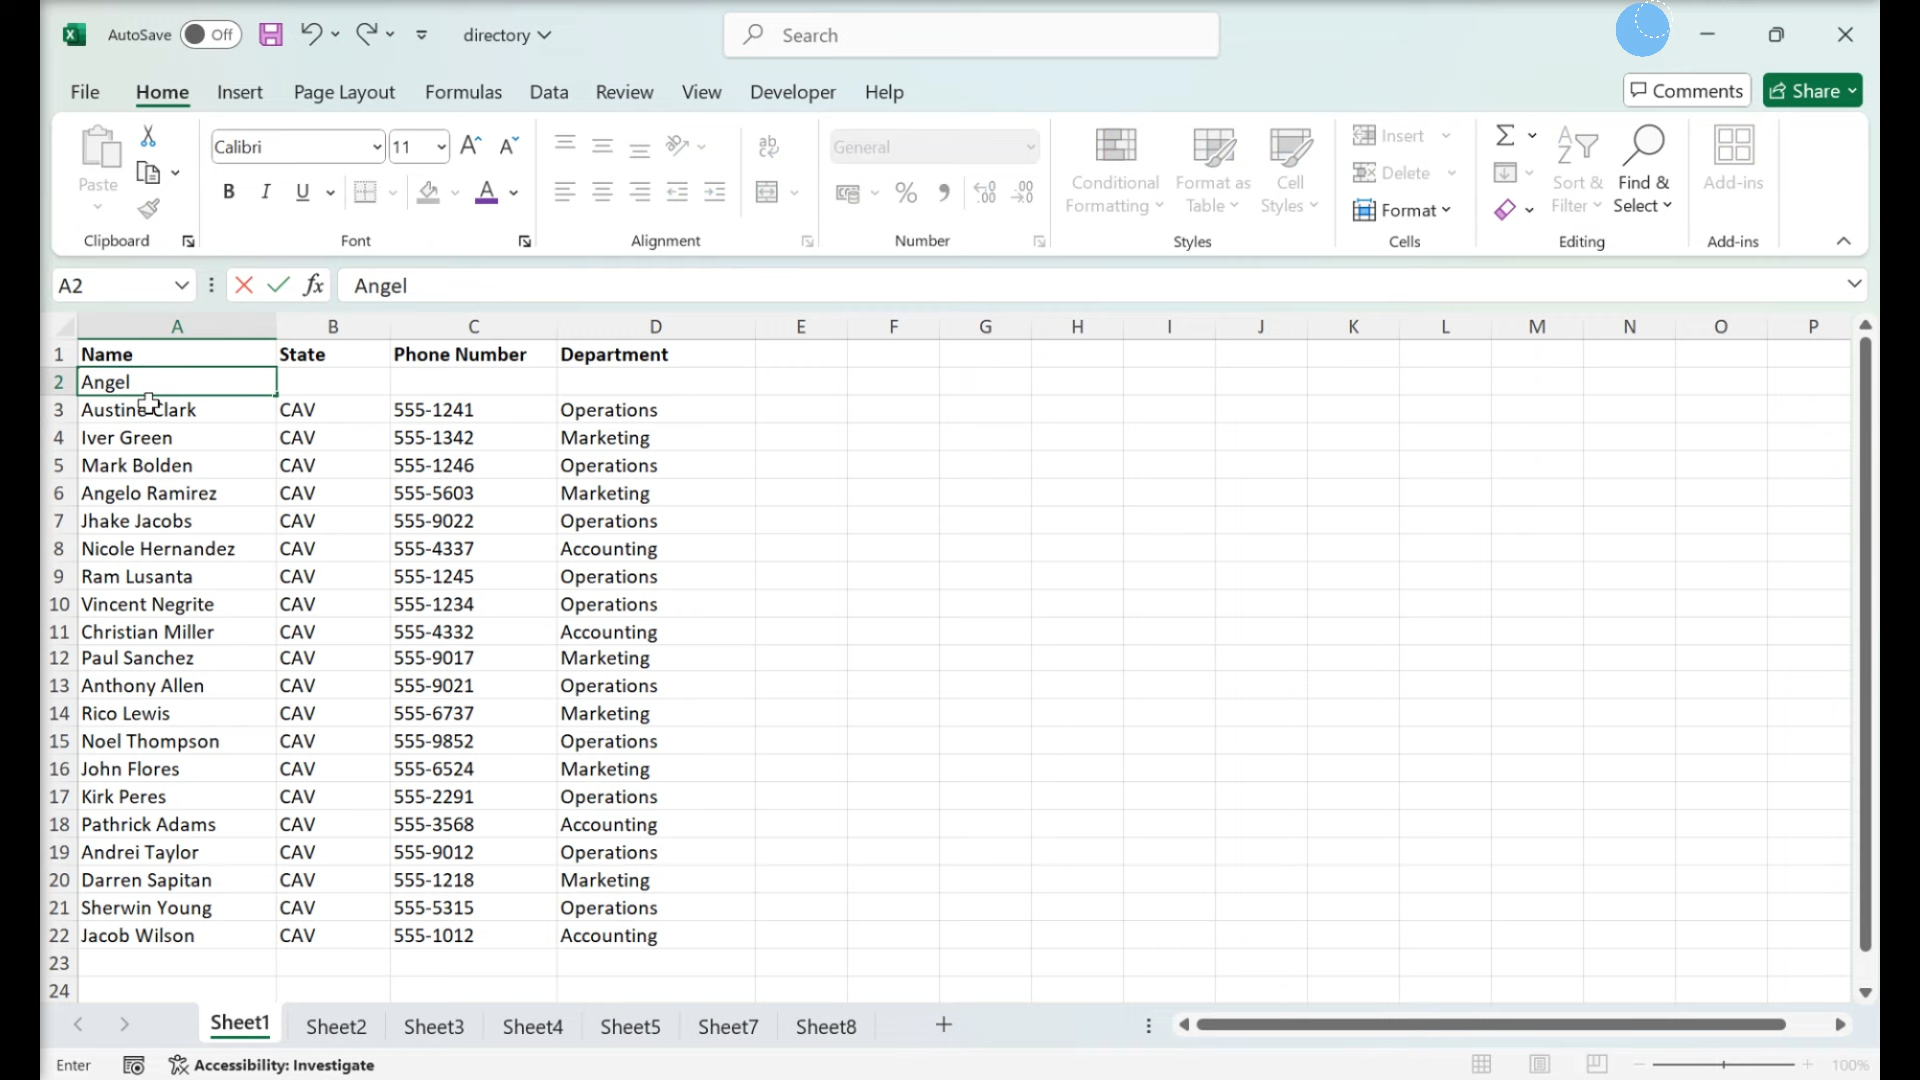 AutoSave Off directory Search
File Home Insert Page Layout Formulas Data Review View Developer Help Comments Share
Paste Calibri 11 General Conditional Formatting Format as Table Cell Styles Insert Delete Format Sort & Filter Find & Select Add-ins
Clipboard Font Alignment Number Styles Cells Editing Add-ins
A2 fx Angel
A B C D E F G H I J K L M N O P
1 Name State Phone Number Department
2 Angel
3 Austine Clark CAV 555-1241 Operations
4 Iver Green CAV 555-1342 Marketing
5 Mark Bolden CAV 555-1246 Operations
6 Angelo Ramirez CAV 555-5603 Marketing
7 Jhake Jacobs CAV 555-9022 Operations
8 Nicole Hernandez CAV 555-4337 Accounting
9 Ram Lusanta CAV 555-1245 Operations
10 Vincent Negrite CAV 555-1234 Operations
11 Christian Miller CAV 555-4332 Accounting
12 Paul Sanchez CAV 555-9017 Marketing
13 Anthony Allen CAV 555-9021 Operations
14 Rico Lewis CAV 555-6737 Marketing
15 Noel Thompson CAV 555-9852 Operations
16 John Flores CAV 555-6524 Marketing
17 Kirk Peres CAV 555-2291 Operations
18 Pathrick Adams CAV 555-3568 Accounting
19 Andrei Taylor CAV 555-9012 Operations
20 Darren Sapitan CAV 555-1218 Marketing
21 Sherwin Young CAV 555-5315 Operations
22 Jacob Wilson CAV 555-1012 Accounting
23
24
Sheet1 Sheet2 Sheet3 Sheet4 Sheet5 Sheet7 Sheet8
Enter Accessibility: Investigate 100%